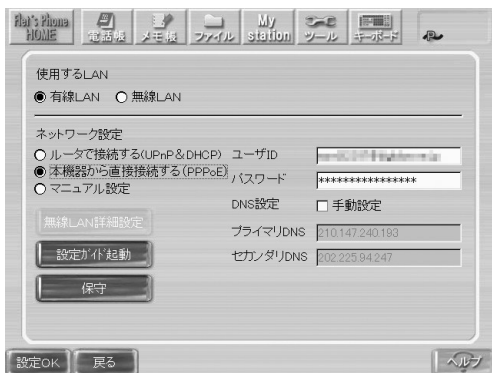 Flet's Phone HOME
電話帳
メモ帳
ファイル
My station
ツール
キーボード
使用するLAN
有線LAN 無線LAN
ネットワーク設定
ルータで接続する(UPnP&DHCP)
本機器から直接接続する(PPPoE)
マニュアル設定
無線LAN詳細設定
設定ガイド起動
保守
ユーザID
パスワード ****************
DNS設定 手動設定
プライマリDNS 210.147.240.193
セカンダリDNS 202.225.94.247
設定OK 戻る ヘルプ